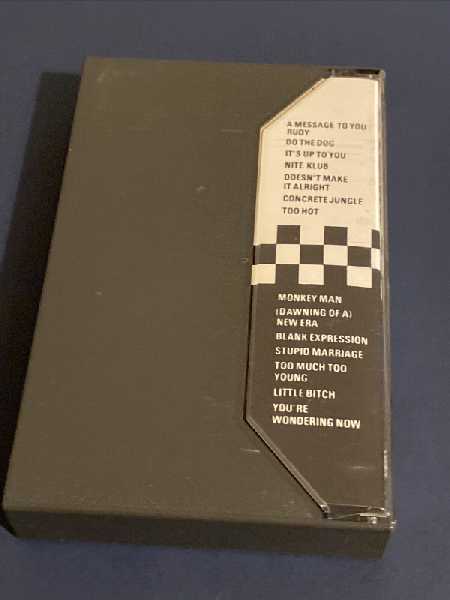 A MESSAGE TO YOU
RUDY
DO THE DOG
IT'S UP TO YOU
NITE KLUB
DOESN'T MAKE
IT ALRIGHT
CONCRETE JUNGLE
TOO HOT
MONKEY MAN
(DAWNING OF A)
NEW ERA
BLANK EXPRESSION
STUPID MARRIAGE
TOO MUCH TOO
YOUNG
LITTLE BITCH
YOU'RE
WONDERING NOW